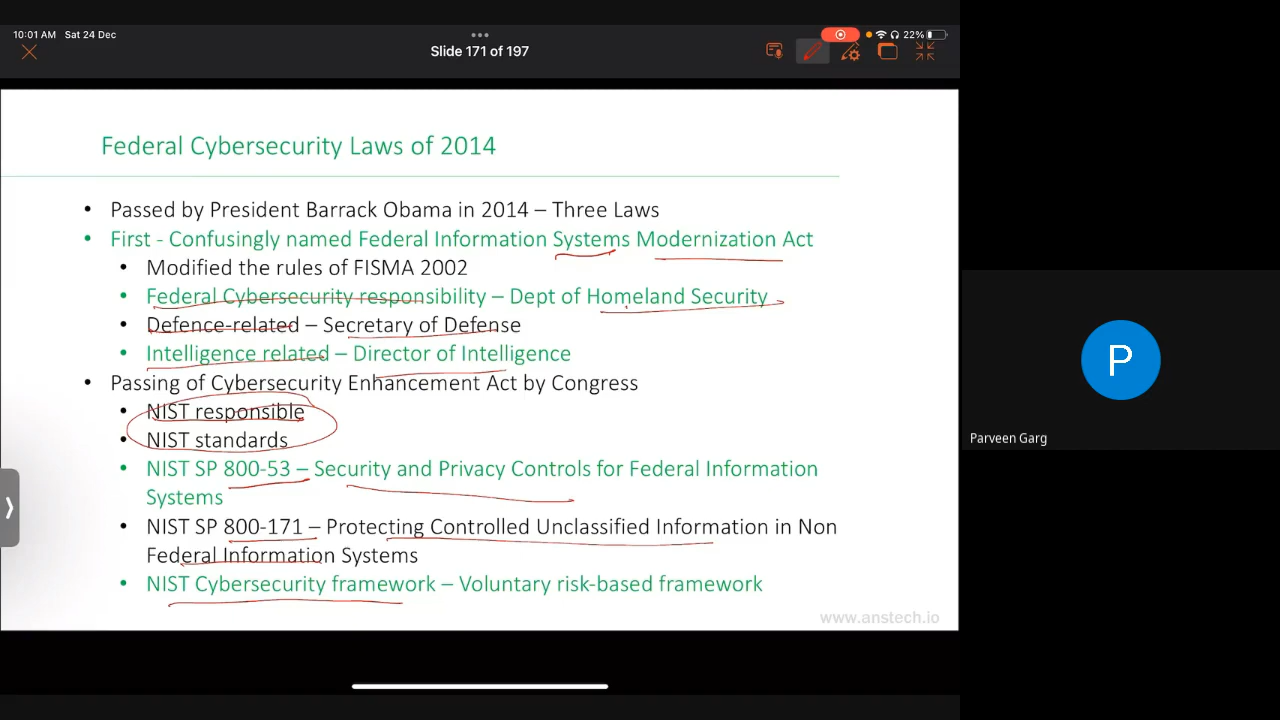 10:01 AM Sat 24 Dec
22%
Slide 171 of 197
Federal Cybersecurity Laws of 2014
• Passed by President Barrack Obama in 2014 – Three Laws
• First - Confusingly named Federal Information Systems Modernization Act
• Modified the rules of FISMA 2002
• Federal Cybersecurity responsibility – Dept of Homeland Security
• Defence-related – Secretary of Defense
• Intelligence related – Director of Intelligence
• Passing of Cybersecurity Enhancement Act by Congress
• NIST responsible
• NIST standards
• NIST SP 800-53 – Security and Privacy Controls for Federal Information
Systems
• NIST SP 800-171 – Protecting Controlled Unclassified Information in Non
Federal Information Systems
• NIST Cybersecurity framework – Voluntary risk-based framework
www.anstech.io
P
Parveen Garg